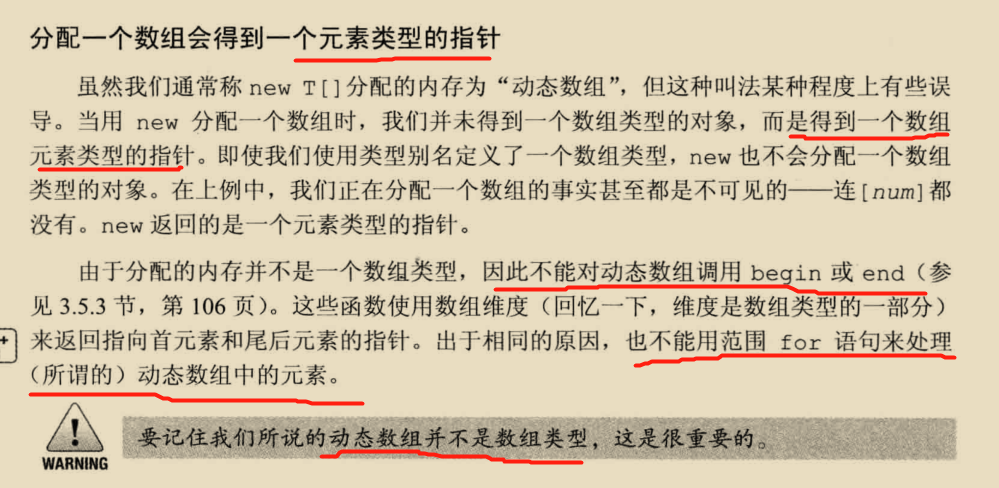 分配一个数组会得到一个元素类型的指针
虽然我们通常称 new T[]分配的内存为“动态数组”，但这种叫法某种程度上有些误
导。当用 new 分配一个数组时，我们并未得到一个数组类型的对象，而是得到一个数组
元素类型的指针。即使我们使用类型别名定义了一个数组类型，new 也不会分配一个数组
类型的对象。在上例中，我们正在分配一个数组的事实甚至都是不可见的——连[num]都
没有。new 返回的是一个元素类型的指针。
由于分配的内存并不是一个数组类型，因此不能对动态数组调用 begin 或 end（参
见 3.5.3 节，第 106 页）。这些函数使用数组维度（回忆一下，维度是数组类型的一部分）
来返回指向首元素和尾后元素的指针。出于相同的原因，也不能用范围 for 语句来处理
（所谓的）动态数组中的元素。
要记住我们所说的动态数组并不是数组类型，这是很重要的。
WARNING